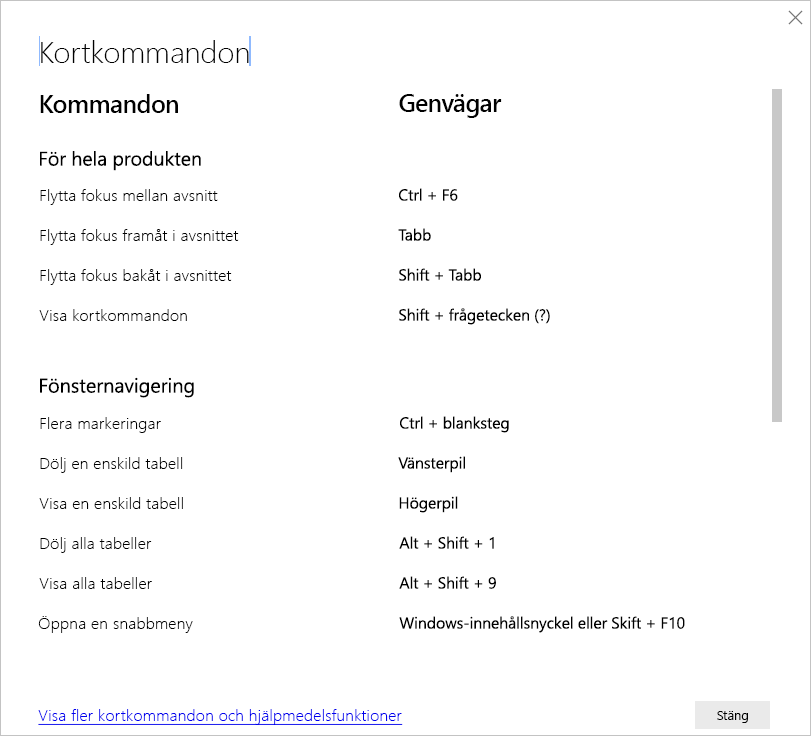 Kortkommandon
Kommandon Genvägar
För hela produkten
Flytta fokus mellan avsnitt Ctrl + F6
Flytta fokus framåt i avsnittet Tabb
Flytta fokus bakåt i avsnittet Shift + Tabb
Visa kortkommandon Shift + frågetecken (?)
Fönsternavigering
Flera markeringar Ctrl + blanksteg
Dölj en enskild tabell Vänsterpil
Visa en enskild tabell Högerpil
Dölj alla tabeller Alt + Shift + 1
Visa alla tabeller Alt + Shift + 9
Öppna en snabbmeny Windows-innehållsnyckel eller Skift + F10
Visa fler kortkommandon och hjälpmedelsfunktioner Stäng